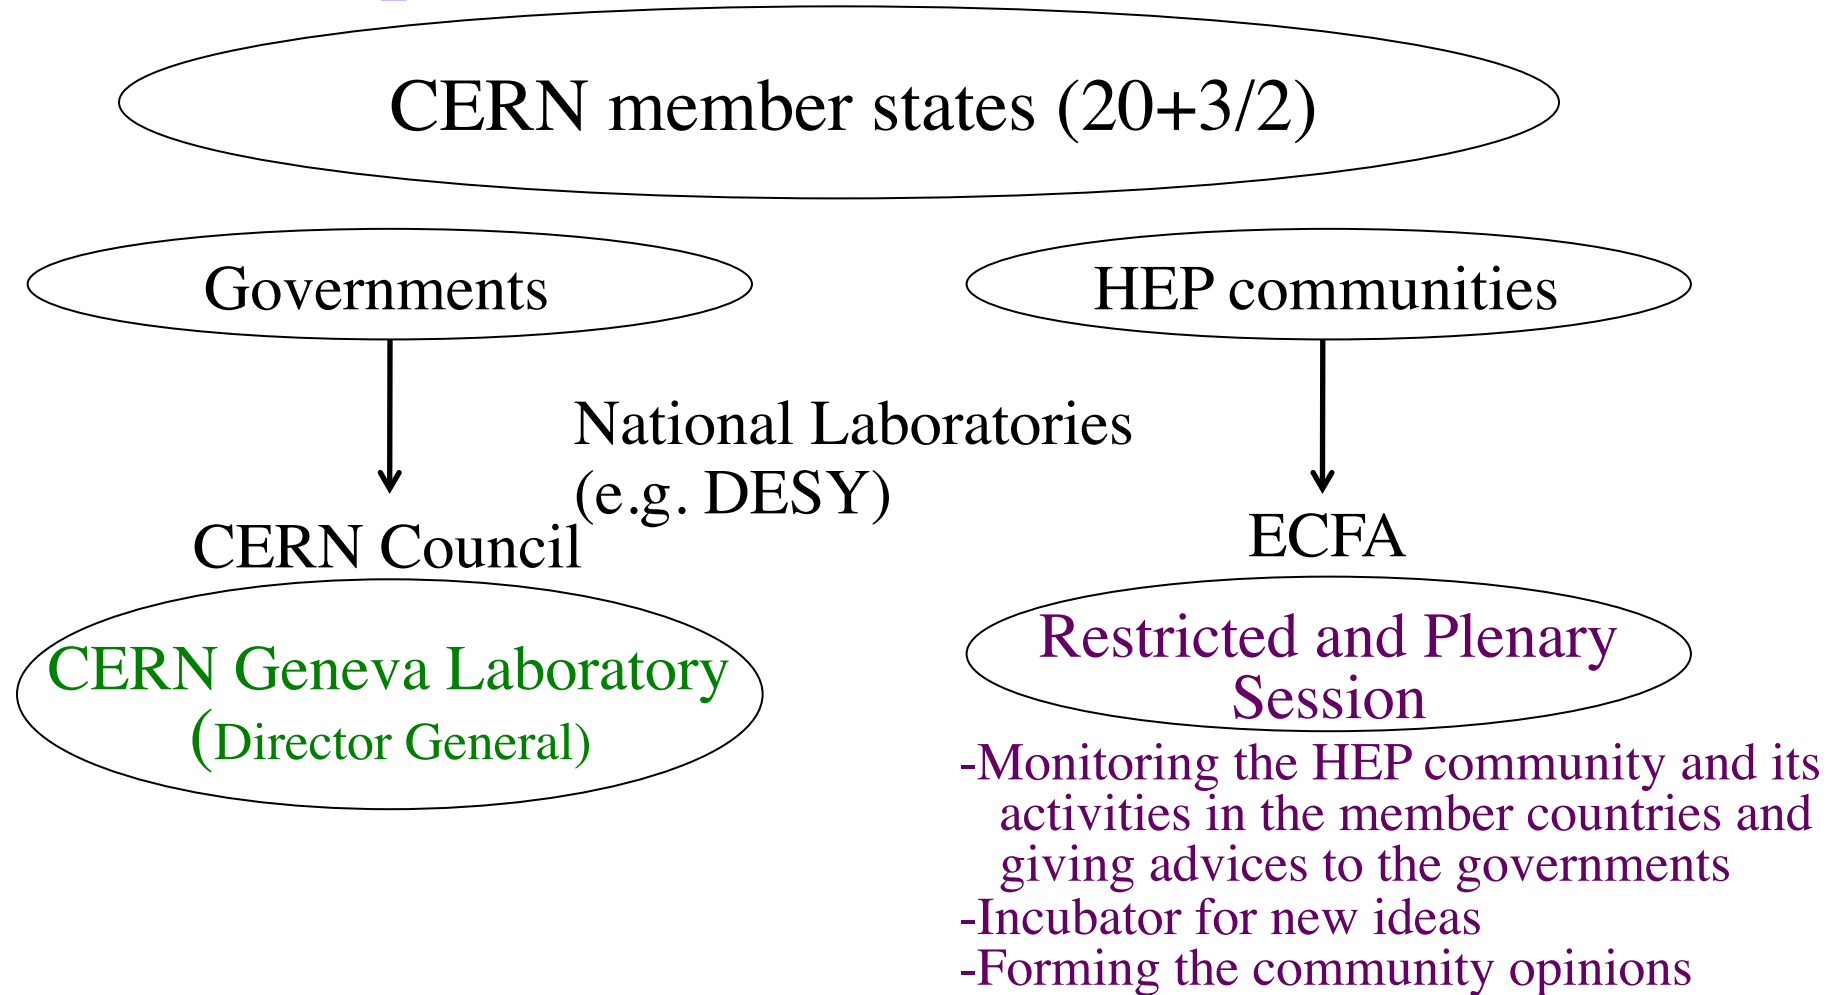 CERN member states (20+3/2)
Governments
HEP communities
National Laboratories
(e.g. DESY)
CERN Council
ECFA
CERN Geneva Laboratory
(Director General)
Restricted and Plenary
Session
-Monitoring the HEP community and its
activities in the member countries and
giving advices to the governments
-Incubator for new ideas
-Forming the community opinions